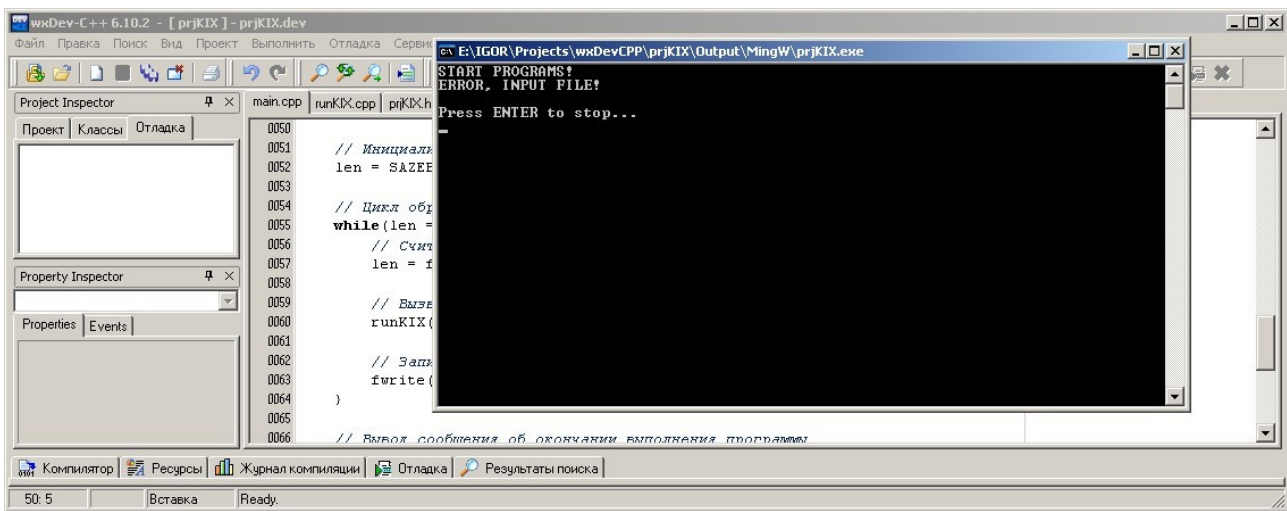 wxDev-C++ 6.10.2 - [ prjKIX ] - prjKIX.dev
Файл Правка Поиск Вид Проект Выполнить Отладка Сервис
E:\IGOR\Projects\wxDevCPP\prjKIX\Output\MingW\prjKIX.exe
START PROGRAMS!
ERROR, INPUT FILE!
Press ENTER to stop...
Project Inspector
Проект Классы Отладка
Property Inspector
Properties Events
main.cpp runKIX.cpp prjKIX.h
0050
0051 // Инициали
0052 len = SAZEB
0053
0054 // Цикл обр
0055 while(len =
0056 // Счит
0057 len = f
0058
0059 // Вызв
0060 runKIX(
0061
0062 // Запи
0063 fwrite(
0064 }
0065
0066 // Вывод сообщения об окончании выполнения программы
Компилятор Ресурсы Журнал компиляции Отладка Результаты поиска
50: 5 Вставка Ready.